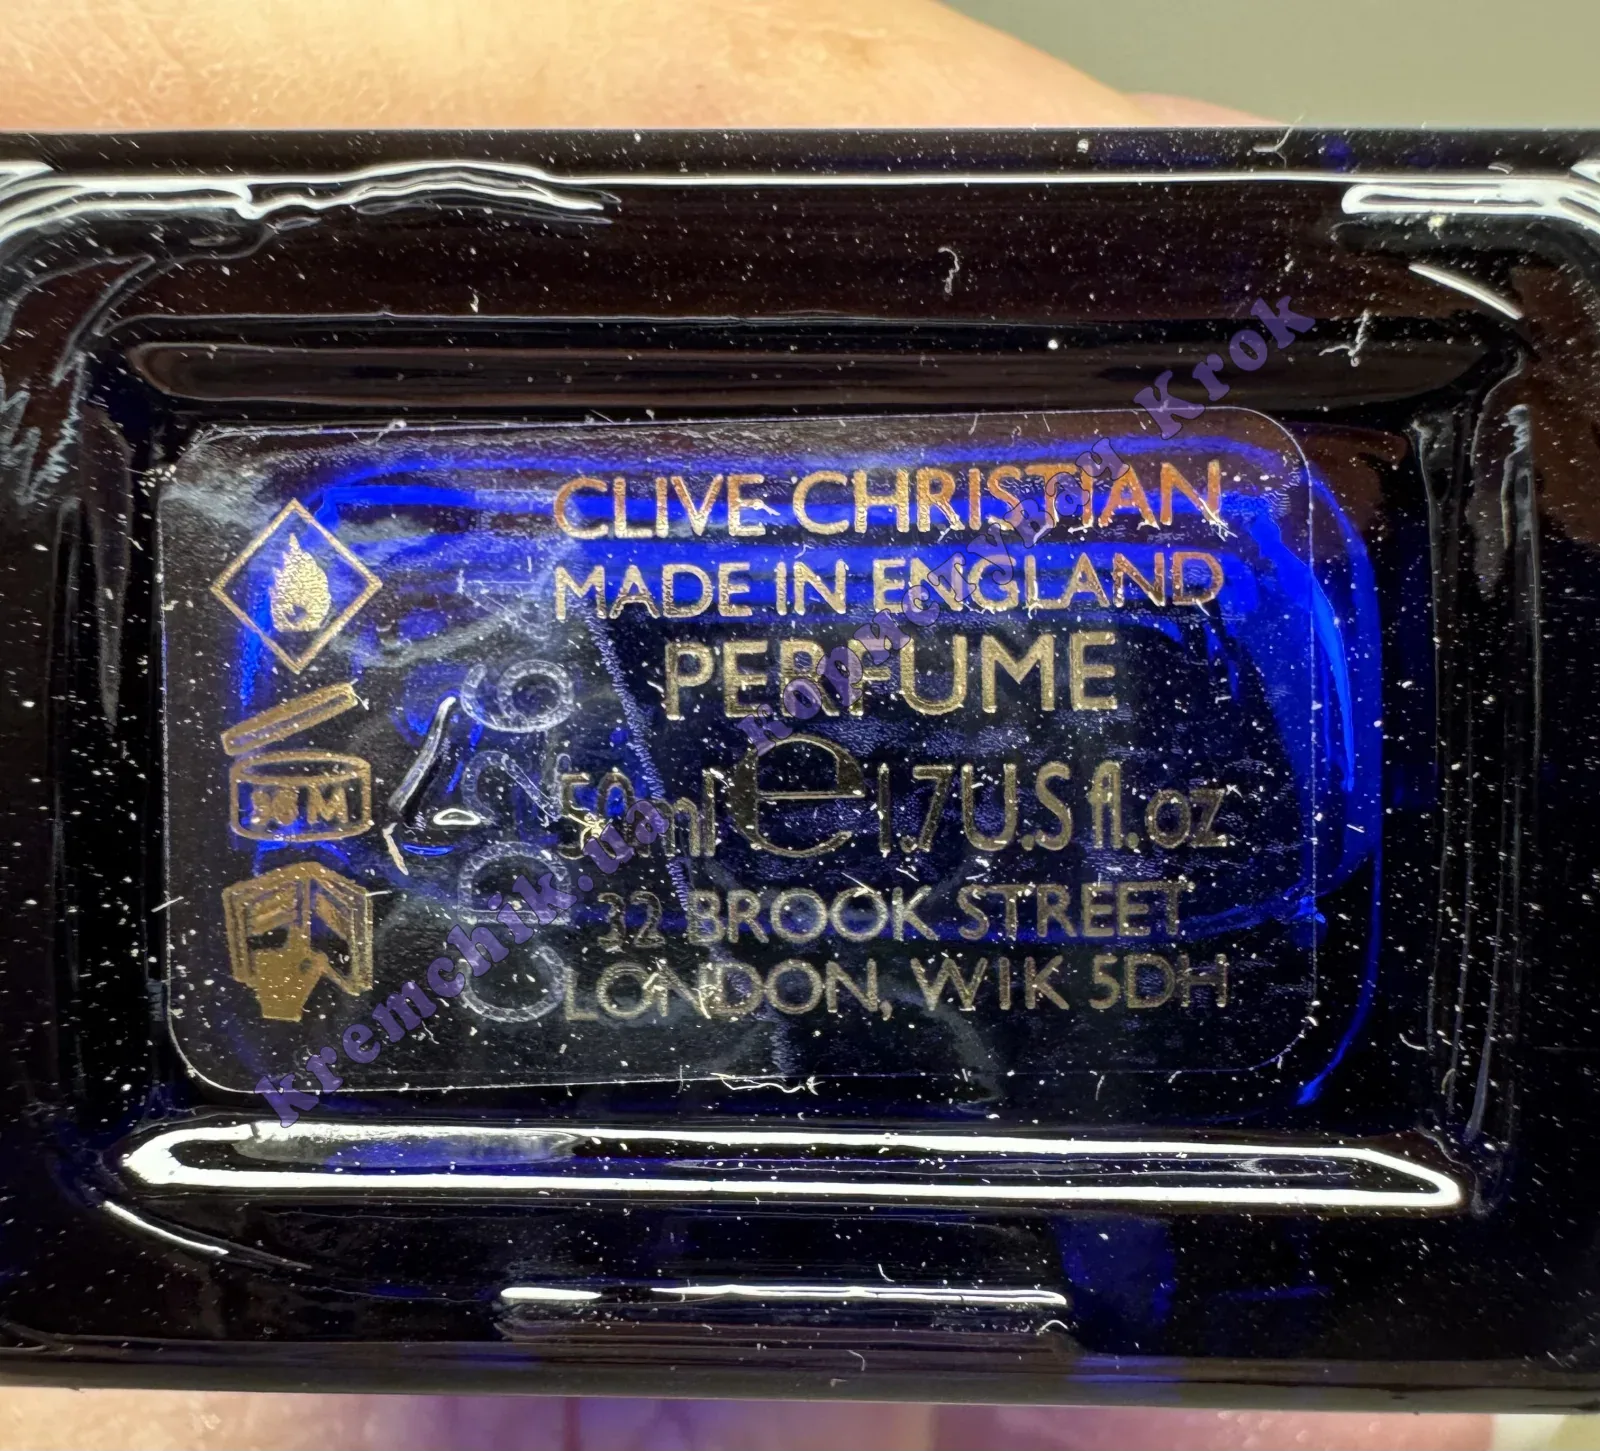 CLIVE CHRISTIAN
MADE IN ENGLAND
PERFUME
50ml e 1.7U.S fl.oz
32 BROOK STREET
LONDON, W1K 5DH
36 M
kremchik.ua користувач Krok